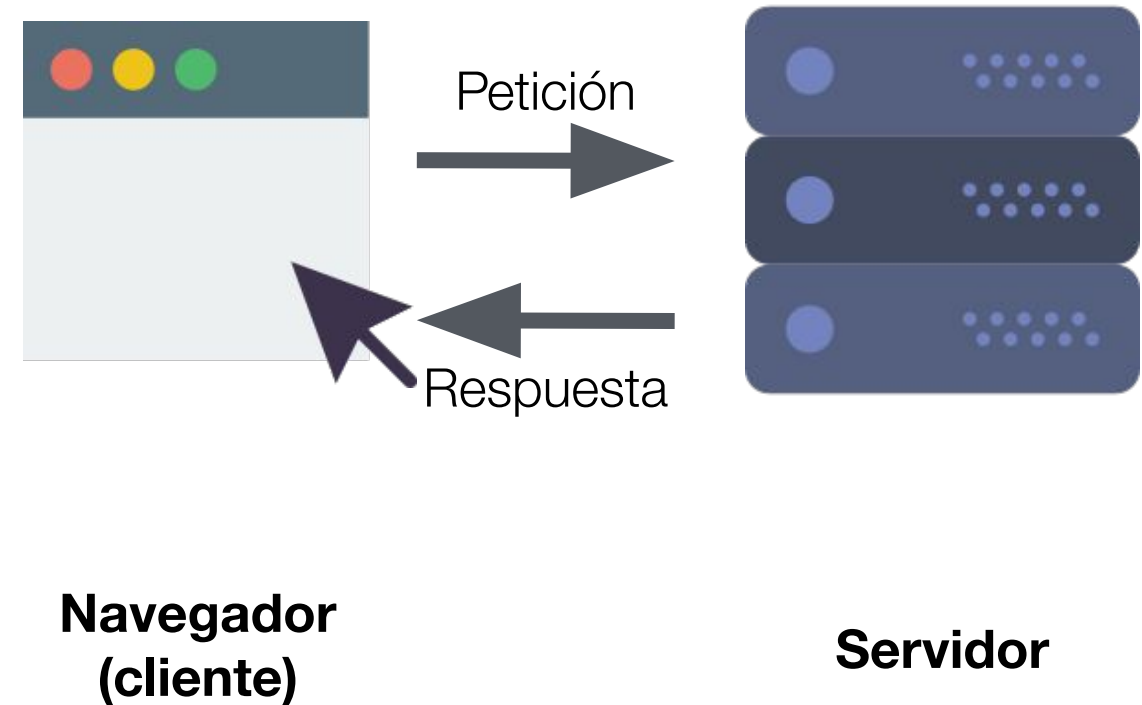 Petición
Respuesta
Navegador
(cliente)
Servidor